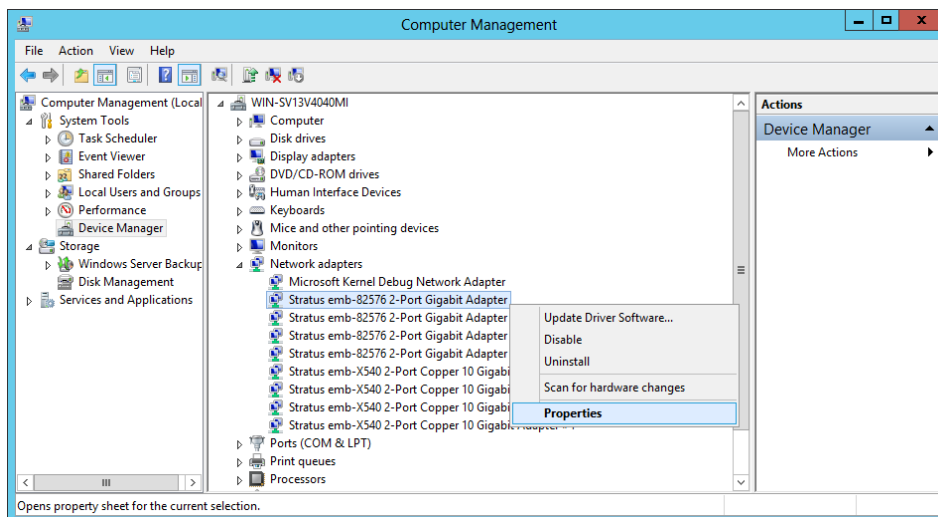 Computer Management
File Action View Help
Computer Management (Local
System Tools
Task Scheduler
Event Viewer
Shared Folders
Local Users and Groups
Performance
Device Manager
Storage
Windows Server Backup
Disk Management
Services and Applications
WIN-SV13V4040MI
Computer
Disk drives
Display adapters
DVD/CD-ROM drives
Human Interface Devices
Keyboards
Mice and other pointing devices
Monitors
Network adapters
Microsoft Kernel Debug Network Adapter
Stratus emb-82576 2-Port Gigabit Adapter
Stratus emb-82576 2-Port Gigabit Adapter
Stratus emb-82576 2-Port Gigabit Adapter
Stratus emb-82576 2-Port Gigabit Adapter
Stratus emb-X540 2-Port Copper 10 Gigabi
Stratus emb-X540 2-Port Copper 10 Gigabi
Stratus emb-X540 2-Port Copper 10 Gigabi
Stratus emb-X540 2-Port Copper 10 Gigabit
Ports (COM & LPT)
Print queues
Processors
Update Driver Software...
Disable
Uninstall
Scan for hardware changes
Properties
Actions
Device Manager
More Actions
Opens property sheet for the current selection.